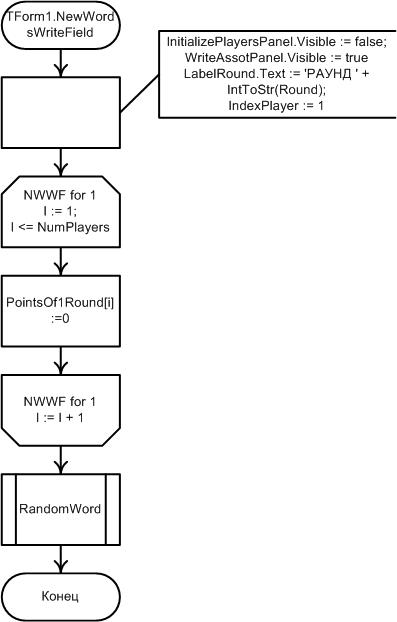 TForm1.NewWord
sWriteField
InitializePlayersPanel.Visible := false;
WriteAssotPanel.Visible := true
LabelRound.Text := 'РАУНД ' +
IntToStr(Round);
IndexPlayer := 1
NWWF for 1
I := 1;
I <= NumPlayers
PointsOf1Round[i]
:=0
NWWF for 1
I := I + 1
RandomWord
Конец